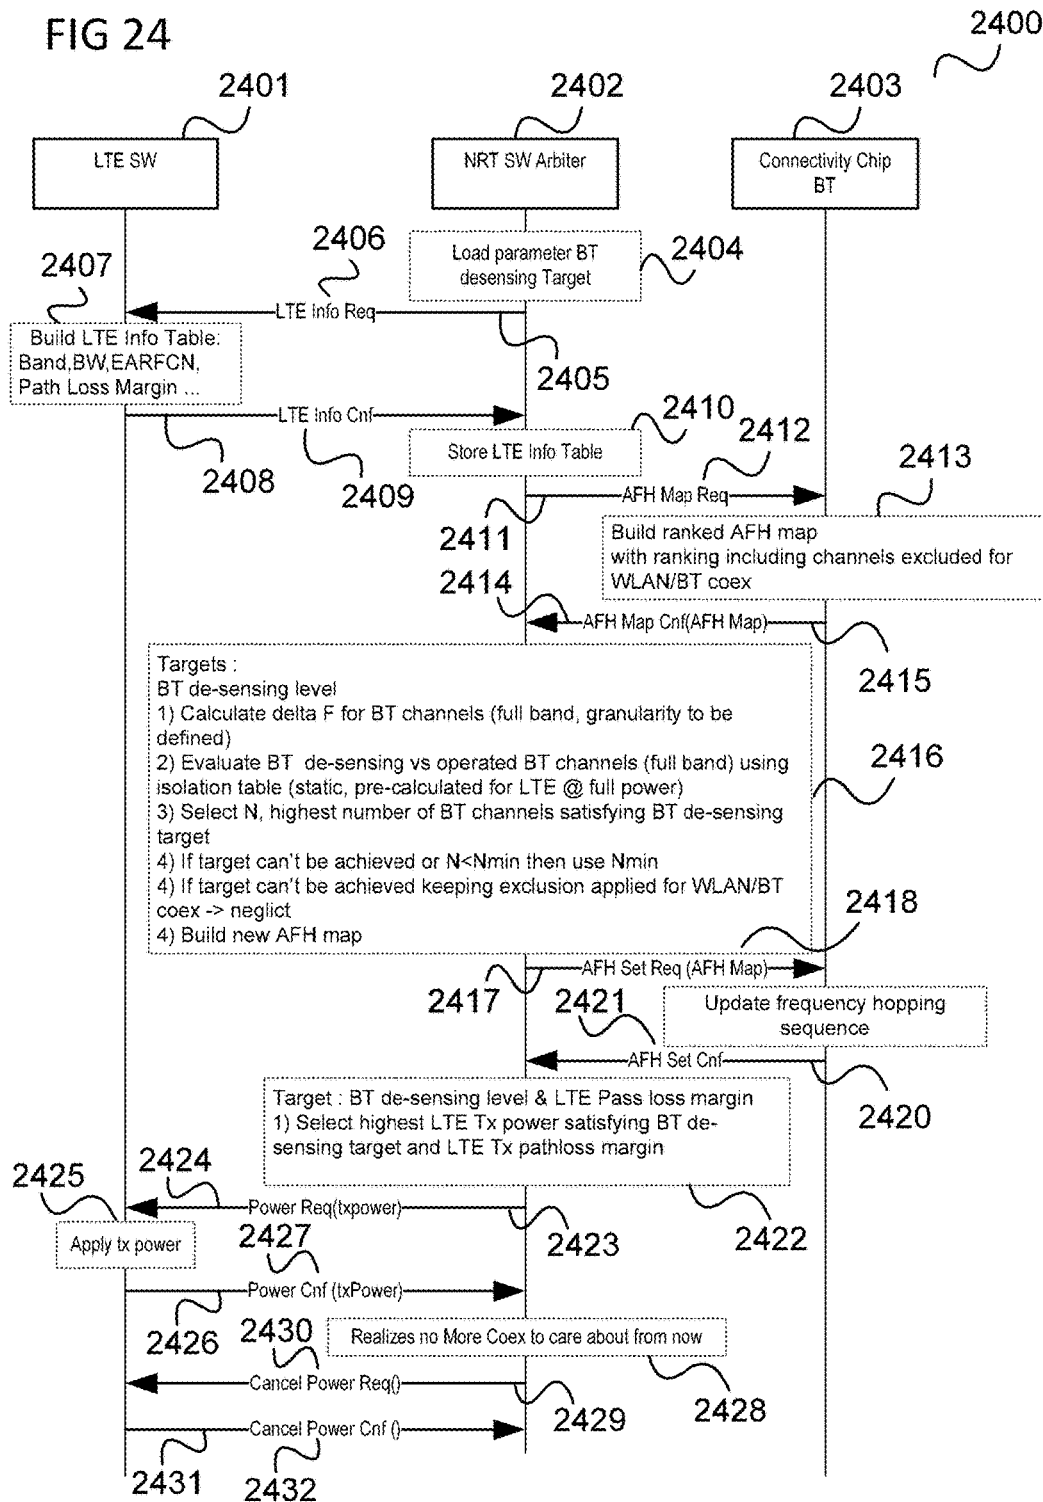 FIG 24
2400
2401
2402
2403
LTE SW
NRT SW Arbiter
Connectivity Chip
BT
2406
2404
Load parameter BT
desensing Target
2407
LTE Info Req
2405
Build LTE Info Table:
Band,BW,EARFCN,
Path Loss Margin ...
LTE Info Cnf
2408
2409
2410
Store LTE Info Table
2412
2413
AFH Map Req
2411
Build ranked AFH map
with ranking including channels excluded for
WLAN/BT coex
2414
AFH Map Cnf(AFH Map)
2415
Targets :
BT de-sensing level
1) Calculate delta F for BT channels (full band, granularity to be
defined)
2) Evaluate BT de-sensing vs operated BT channels (full band) using
isolation table (static, pre-calculated for LTE @ full power)
3) Select N, highest number of BT channels satisfying BT de-sensing
target
4) If target can't be achieved or N<Nmin then use Nmin
4) If target can't be achieved keeping exclusion applied for WLAN/BT
coex -> neglict
4) Build new AFH map
2416
2418
AFH Set Req (AFH Map)
2417
2421
Update frequency hopping
sequence
AFH Set Cnf
2420
Target : BT de-sensing level & LTE Pass loss margin
1) Select highest LTE Tx power satisfying BT de-
sensing target and LTE Tx pathloss margin
2422
2424
2425
Power Req(txpower)
2423
Apply tx power
2427
Power Cnf (txPower)
2426
Realizes no More Coex to care about from now
2428
2430
Cancel Power Req()
2429
Cancel Power Cnf ()
2431
2432